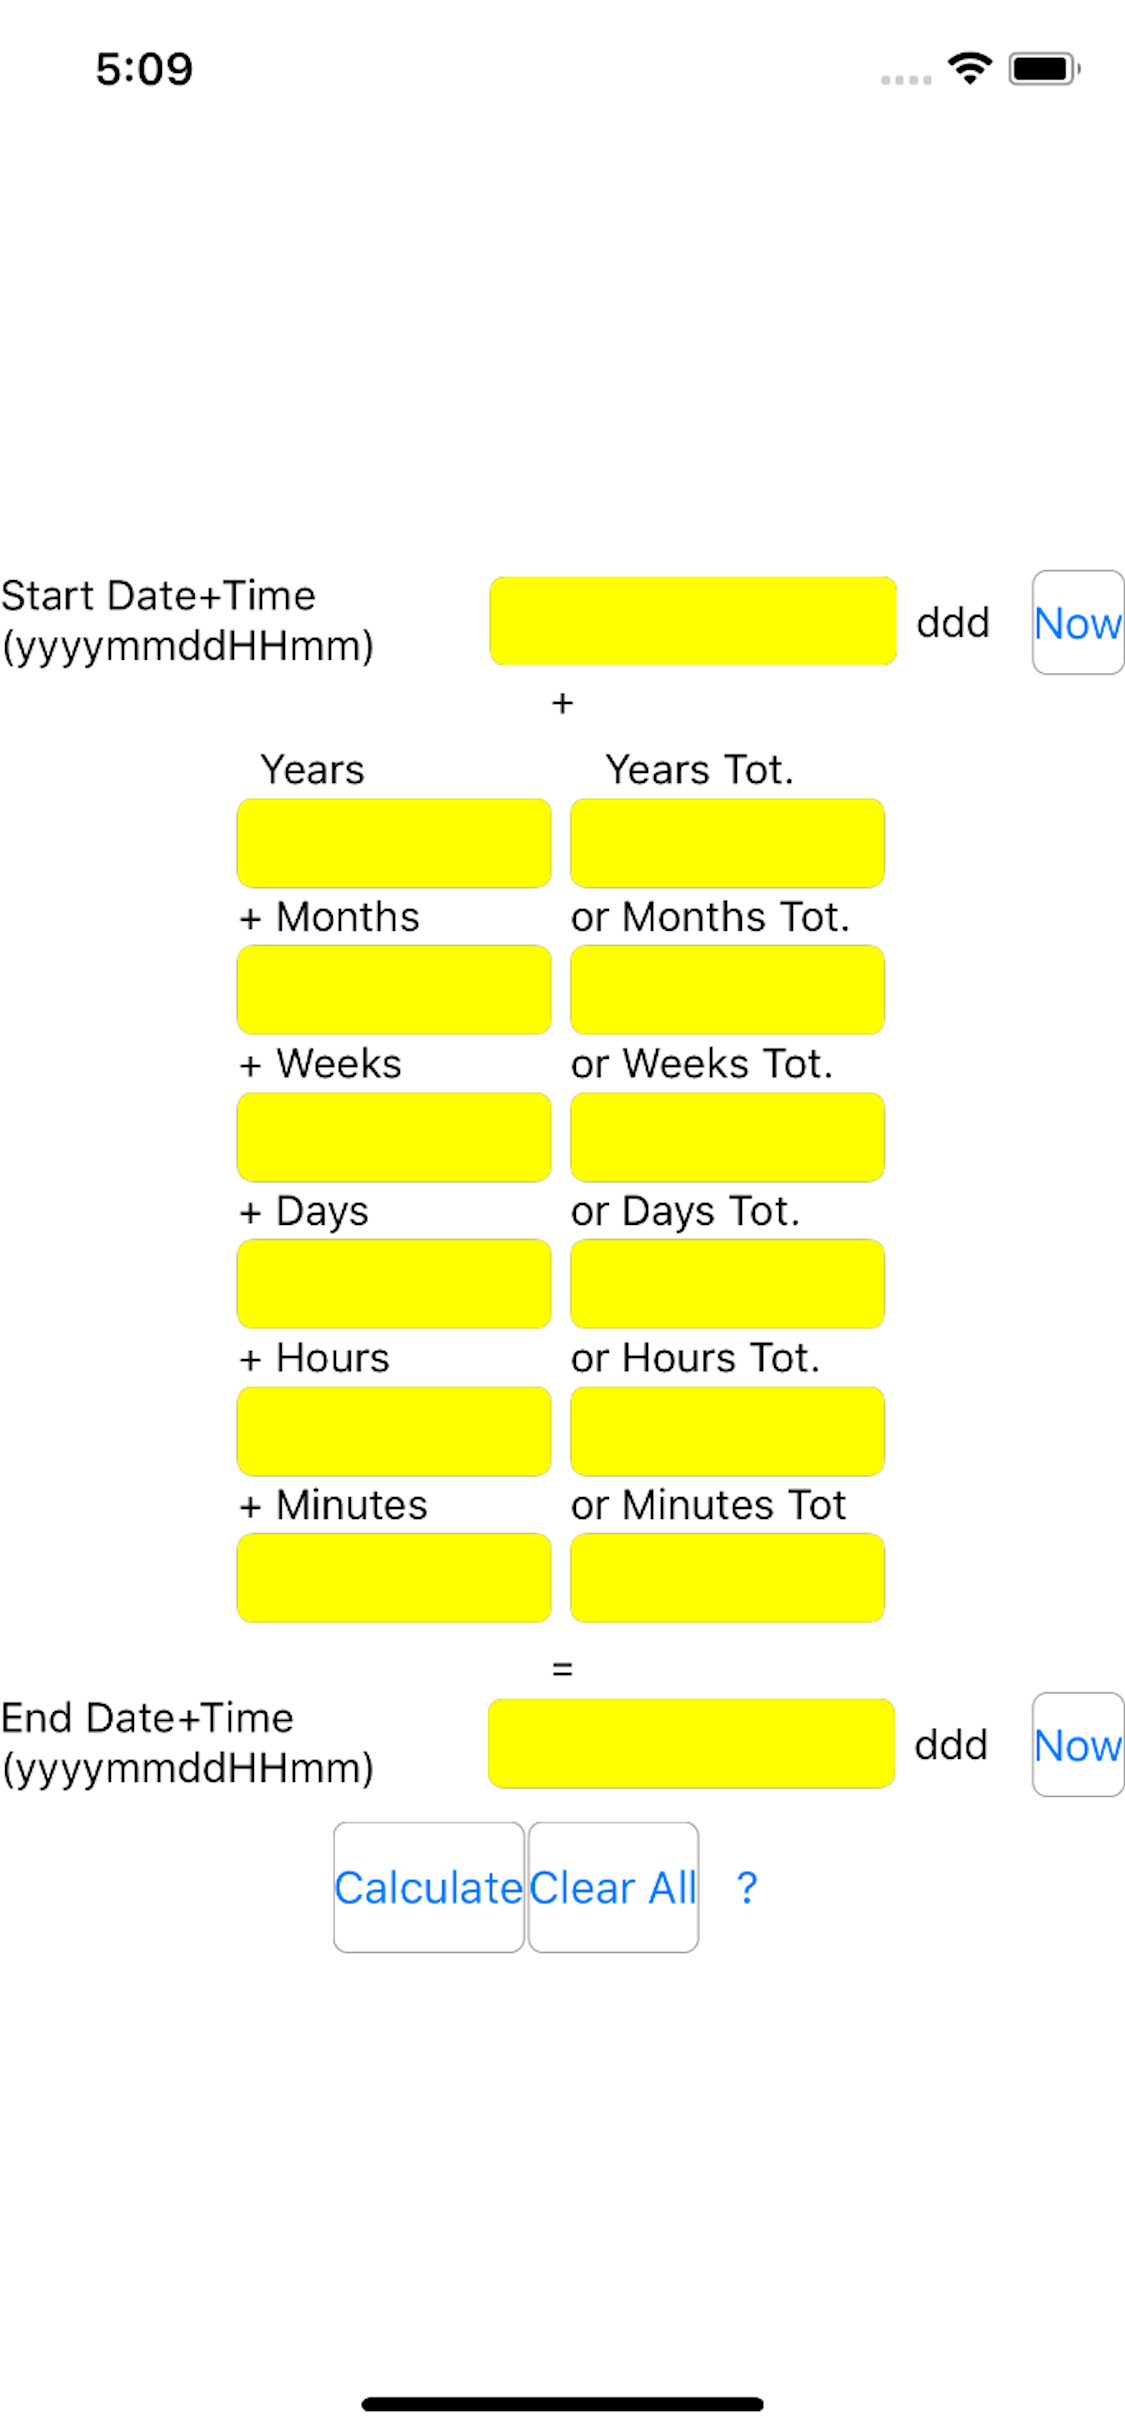 5:09
Start Date+Time
(yyyymmddHHmm)
ddd
Now
+
Years
Years Tot.
+ Months
or Months Tot.
+ Weeks
or Weeks Tot.
+ Days
or Days Tot.
+ Hours
or Hours Tot.
+ Minutes
or Minutes Tot
=
End Date+Time
(yyyymmddHHmm)
ddd
Now
Calculate
Clear All
?